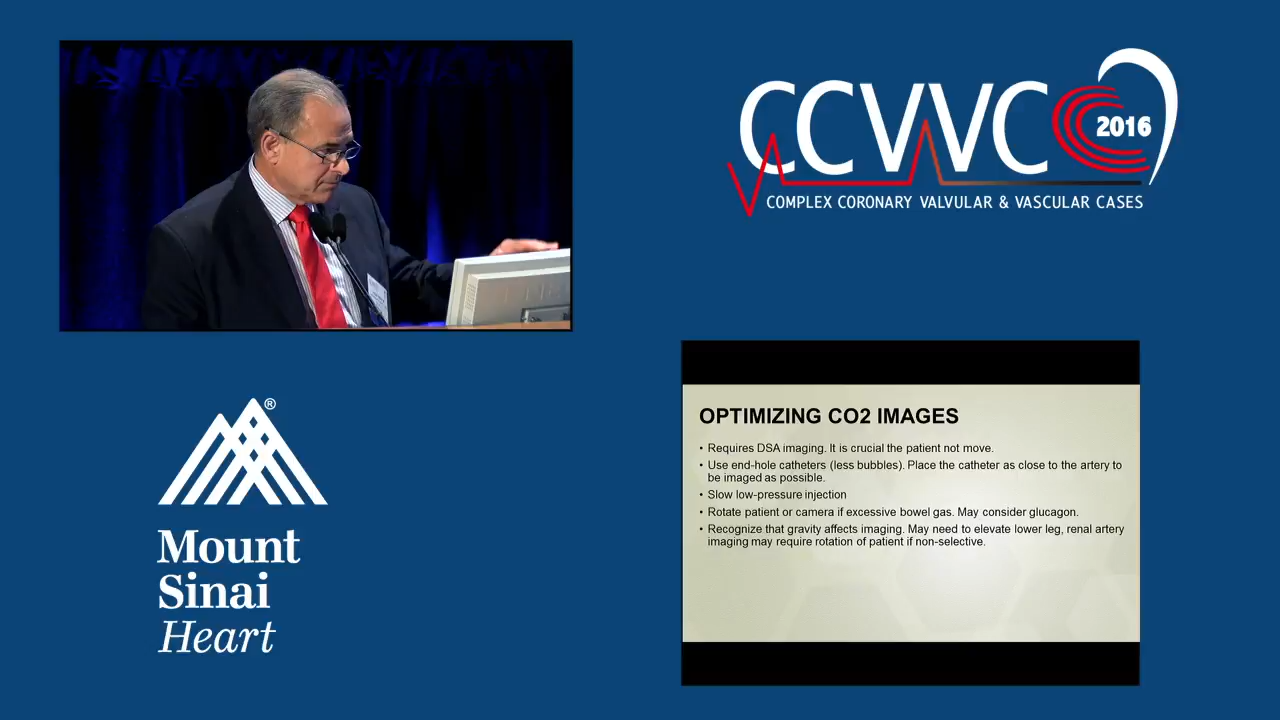 CCVVC
2016
COMPLEX CORONARY VALVULAR & VASCULAR CASES
®
Mount
Sinai
Heart
OPTIMIZING CO2 IMAGES
• Requires DSA imaging. It is crucial the patient not move.
• Use end-hole catheters (less bubbles). Place the catheter as close to the artery to
be imaged as possible.
• Slow low-pressure injection
• Rotate patient or camera if excessive bowel gas. May consider glucagon.
• Recognize that gravity affects imaging. May need to elevate lower leg, renal artery
imaging may require rotation of patient if non-selective.